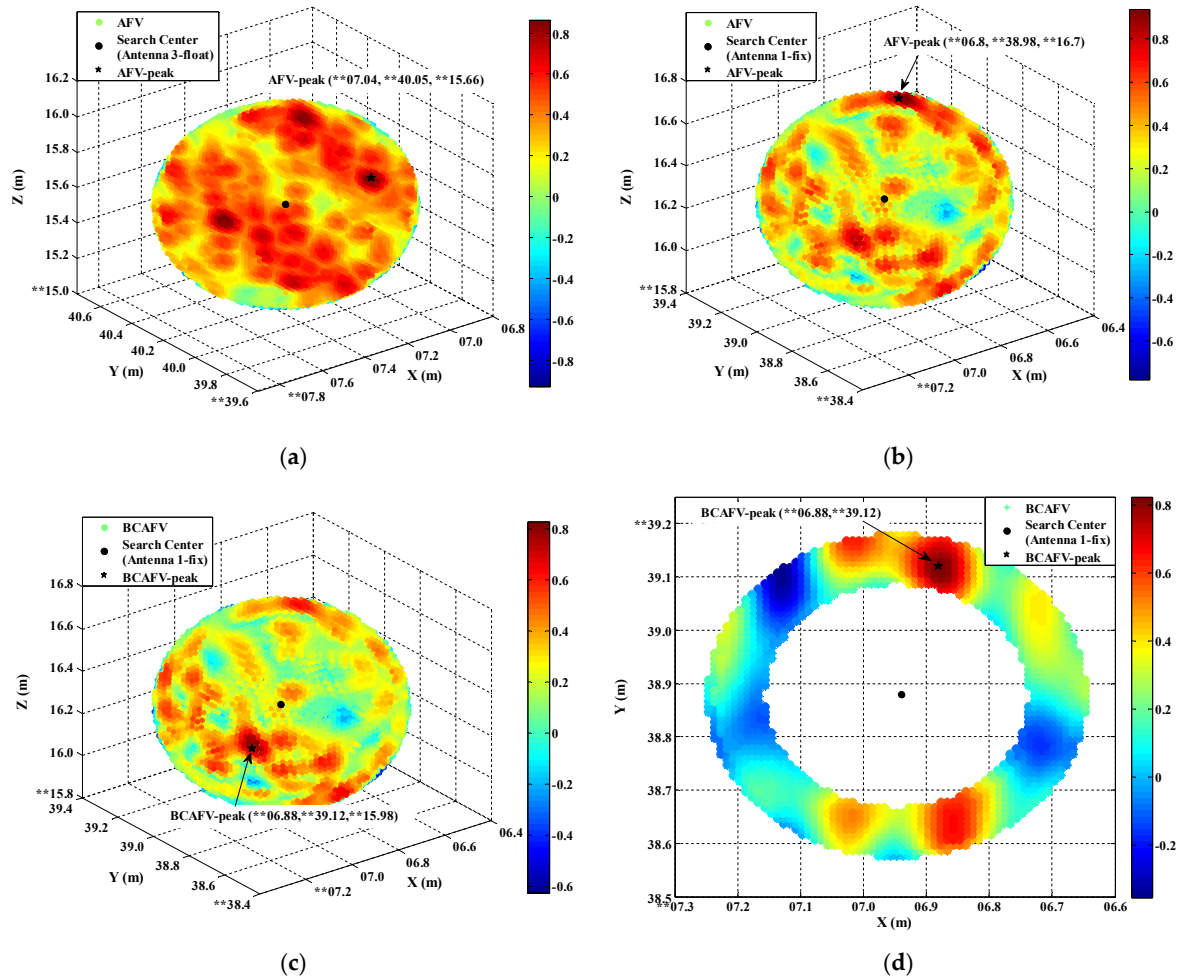 AFV
Search Center
(Antenna 3-float)
AFV-peak
AFV-peak (**07.04, **40.05, **15.66)
16.2
16.0
15.8
15.6
15.4
15.2
**15.0
Z (m)
40.6
40.4
40.2
40.0
39.8
**39.6
Y (m)
**07.8
07.6
07.4
07.2
07.0
06.8
X (m)
0.8
0.6
0.4
0.2
0
-0.2
-0.4
-0.6
-0.8
(a)
AFV
Search Center
(Antenna 1-fix)
AFV-peak
AFV-peak (**06.8, **38.98, **16.7)
16.8
16.6
16.4
16.2
16.0
**15.8
Z (m)
39.4
39.2
39.0
38.8
38.6
**38.4
Y (m)
**07.2
07.0
06.8
06.6
06.4
X (m)
0.8
0.6
0.4
0.2
0
-0.2
-0.4
-0.6
(b)
BCAFV
Search Center
(Antenna 1-fix)
BCAFV-peak
BCAFV-peak (**06.88,**39.12,**15.98)
16.8
16.6
16.4
16.2
16.0
**15.8
Z (m)
39.4
39.2
39.0
38.8
38.6
**38.4
Y (m)
**07.2
07.0
06.8
06.6
06.4
X (m)
0.8
0.6
0.4
0.2
0
-0.2
-0.4
-0.6
(c)
BCAFV-peak (**06.88,**39.12)
BCAFV
Search Center
(Antenna 1-fix)
BCAFV-peak
**39.2
39.1
39.0
38.9
38.8
38.7
38.6
38.5
Y (m)
**07.3
07.2
07.1
07.0
06.9
06.8
06.7
06.6
X (m)
0.8
0.6
0.4
0.2
0
-0.2
(d)